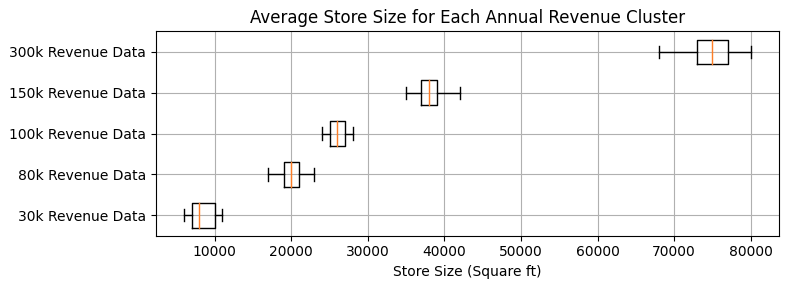 Average Store Size for Each Annual Revenue Cluster
300k Revenue Data
150k Revenue Data
100k Revenue Data
80k Revenue Data
30k Revenue Data
10000 20000 30000 40000 50000 60000 70000 80000
Store Size (Square ft)